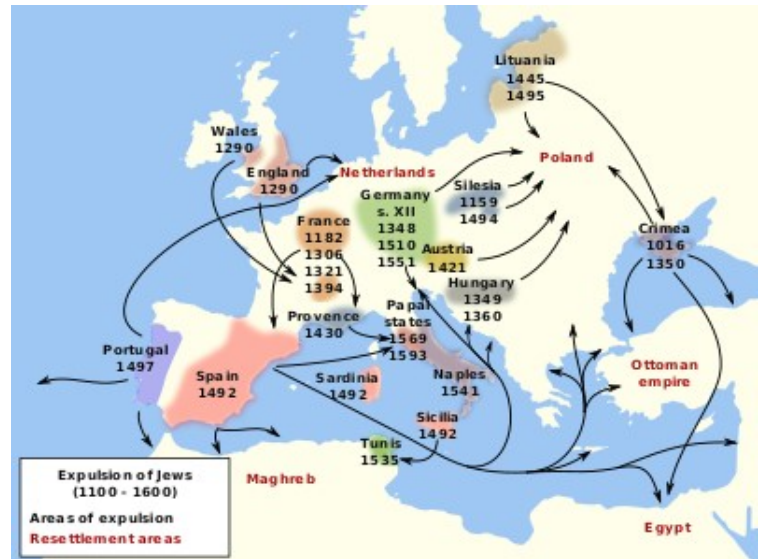 Lituania
1445
1495
Wales
1290
England
1290
Netherlands
Poland
Germany
s. XII
1348
1510
1551
Silesia
1159
1494
France
1182
1306
1321
1394
Austria
1421
Crimea
1016
1350
Hungary
1349
1360
Provence
1430
Papal
states
1569
1593
Portugal
1497
Spain
1492
Sardinia
1492
Naples
1541
Ottoman
empire
Sicilia
1492
Tunis
1535
Maghreb
Egypt
Expulsion of Jews
(1100 - 1600)
Areas of expulsion
Resettlement areas